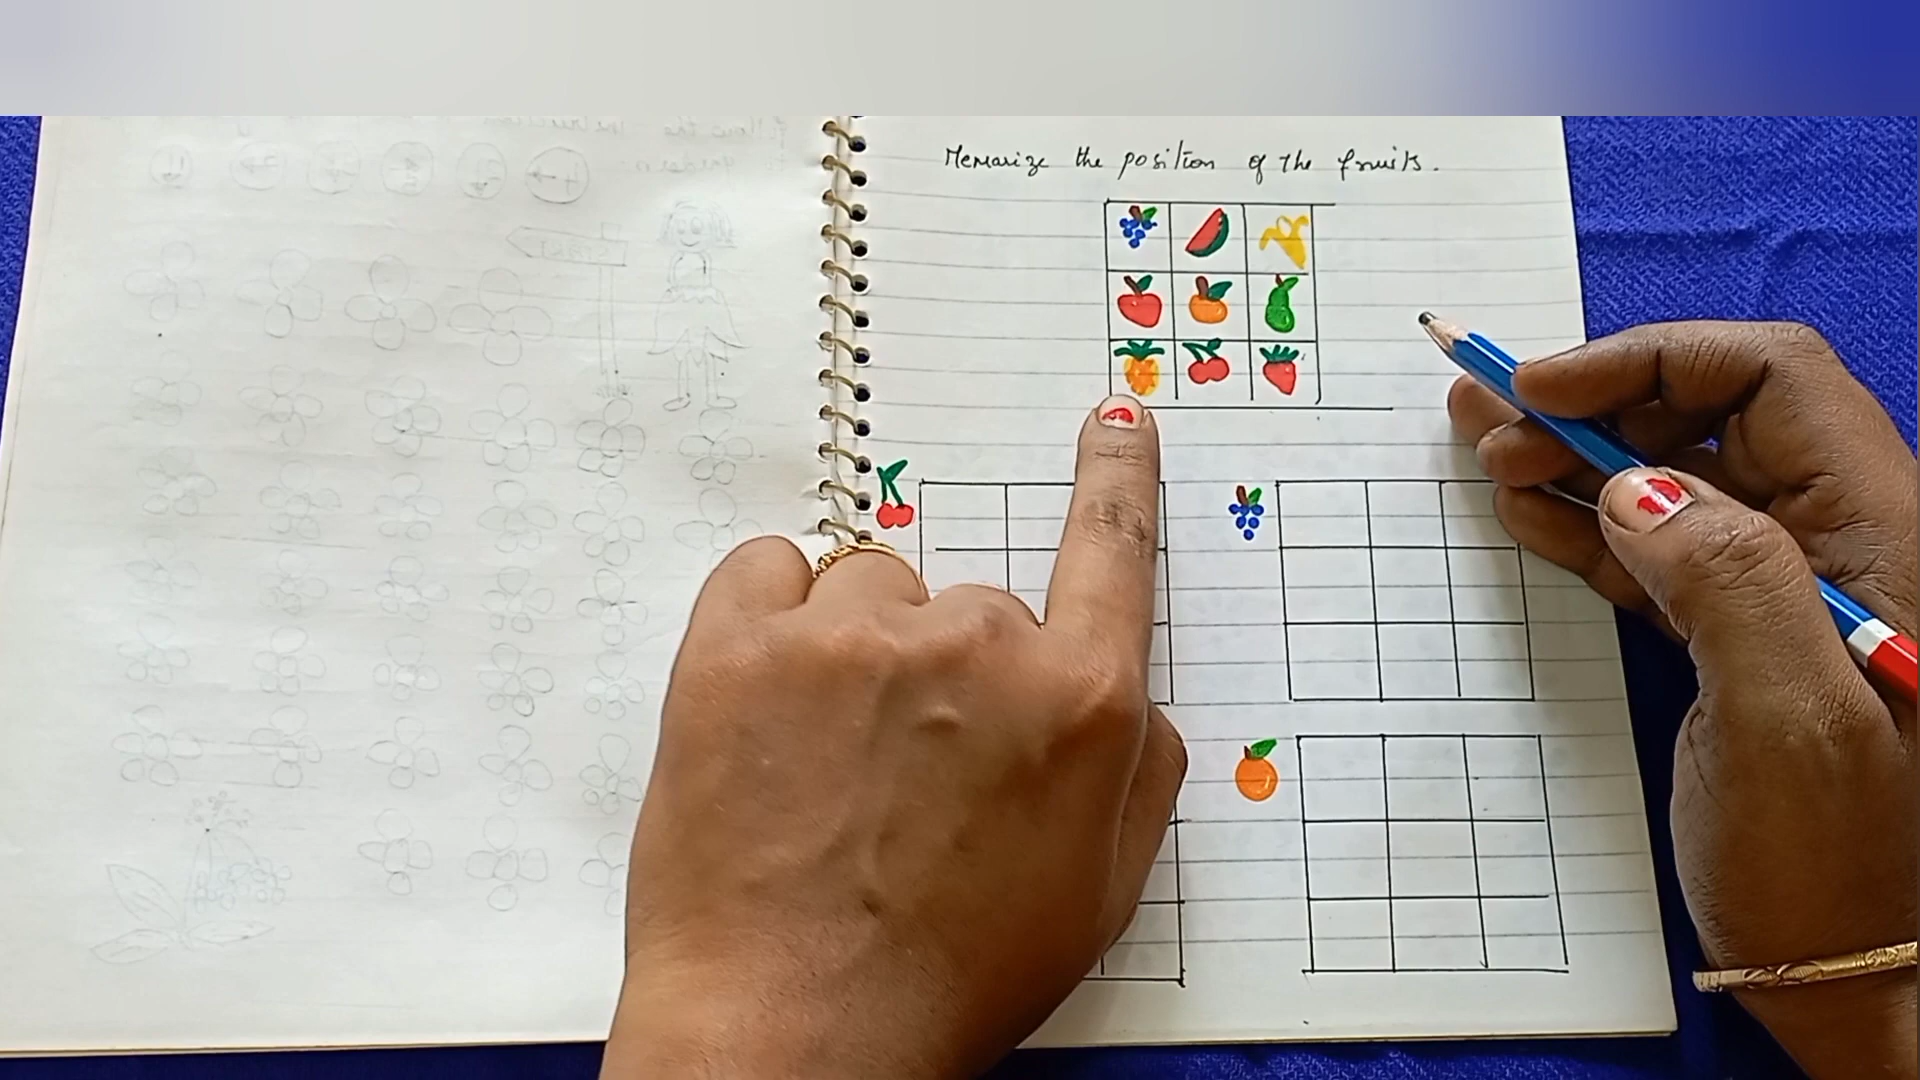 Memorize the position of the fruits.